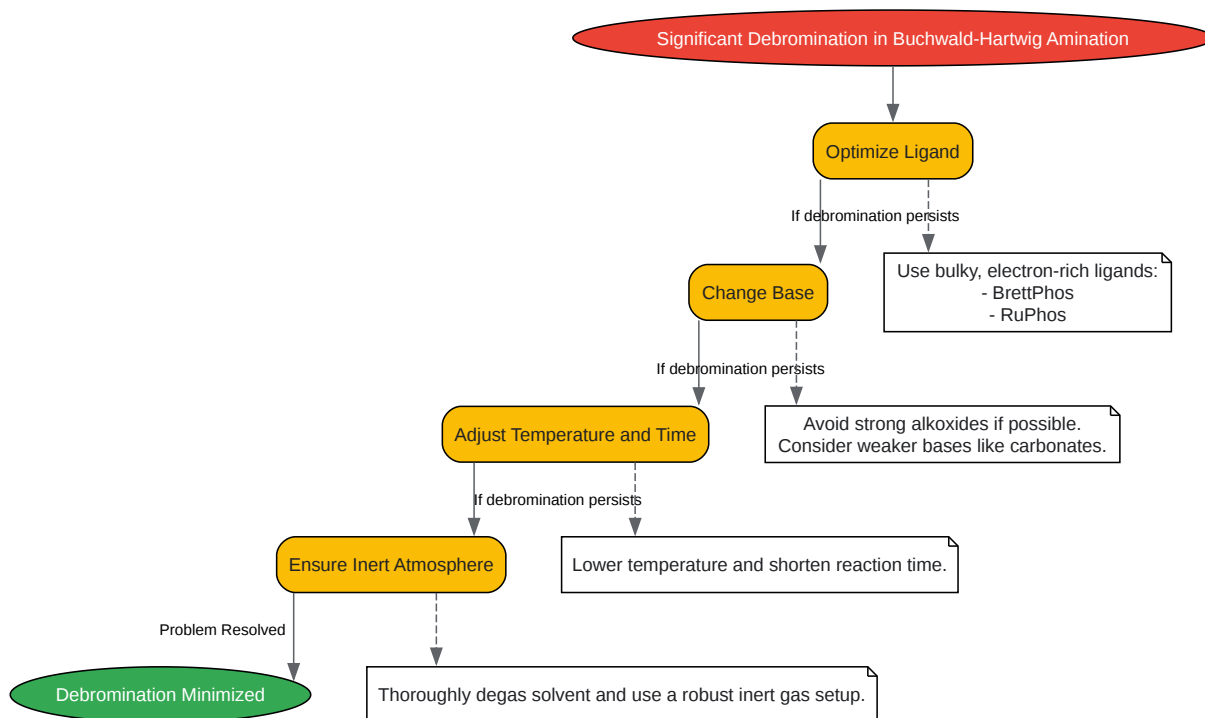 Significant Debromination in Buchwald-Hartwig Amination
Optimize Ligand
If debromination persists
Use bulky, electron-rich ligands:
- BrettPhos
- RuPhos
Change Base
If debromination persists
Avoid strong alkoxides if possible.
Consider weaker bases like carbonates.
Adjust Temperature and Time
If debromination persists
Lower temperature and shorten reaction time.
Ensure Inert Atmosphere
Problem Resolved
Thoroughly degas solvent and use a robust inert gas setup.
Debromination Minimized